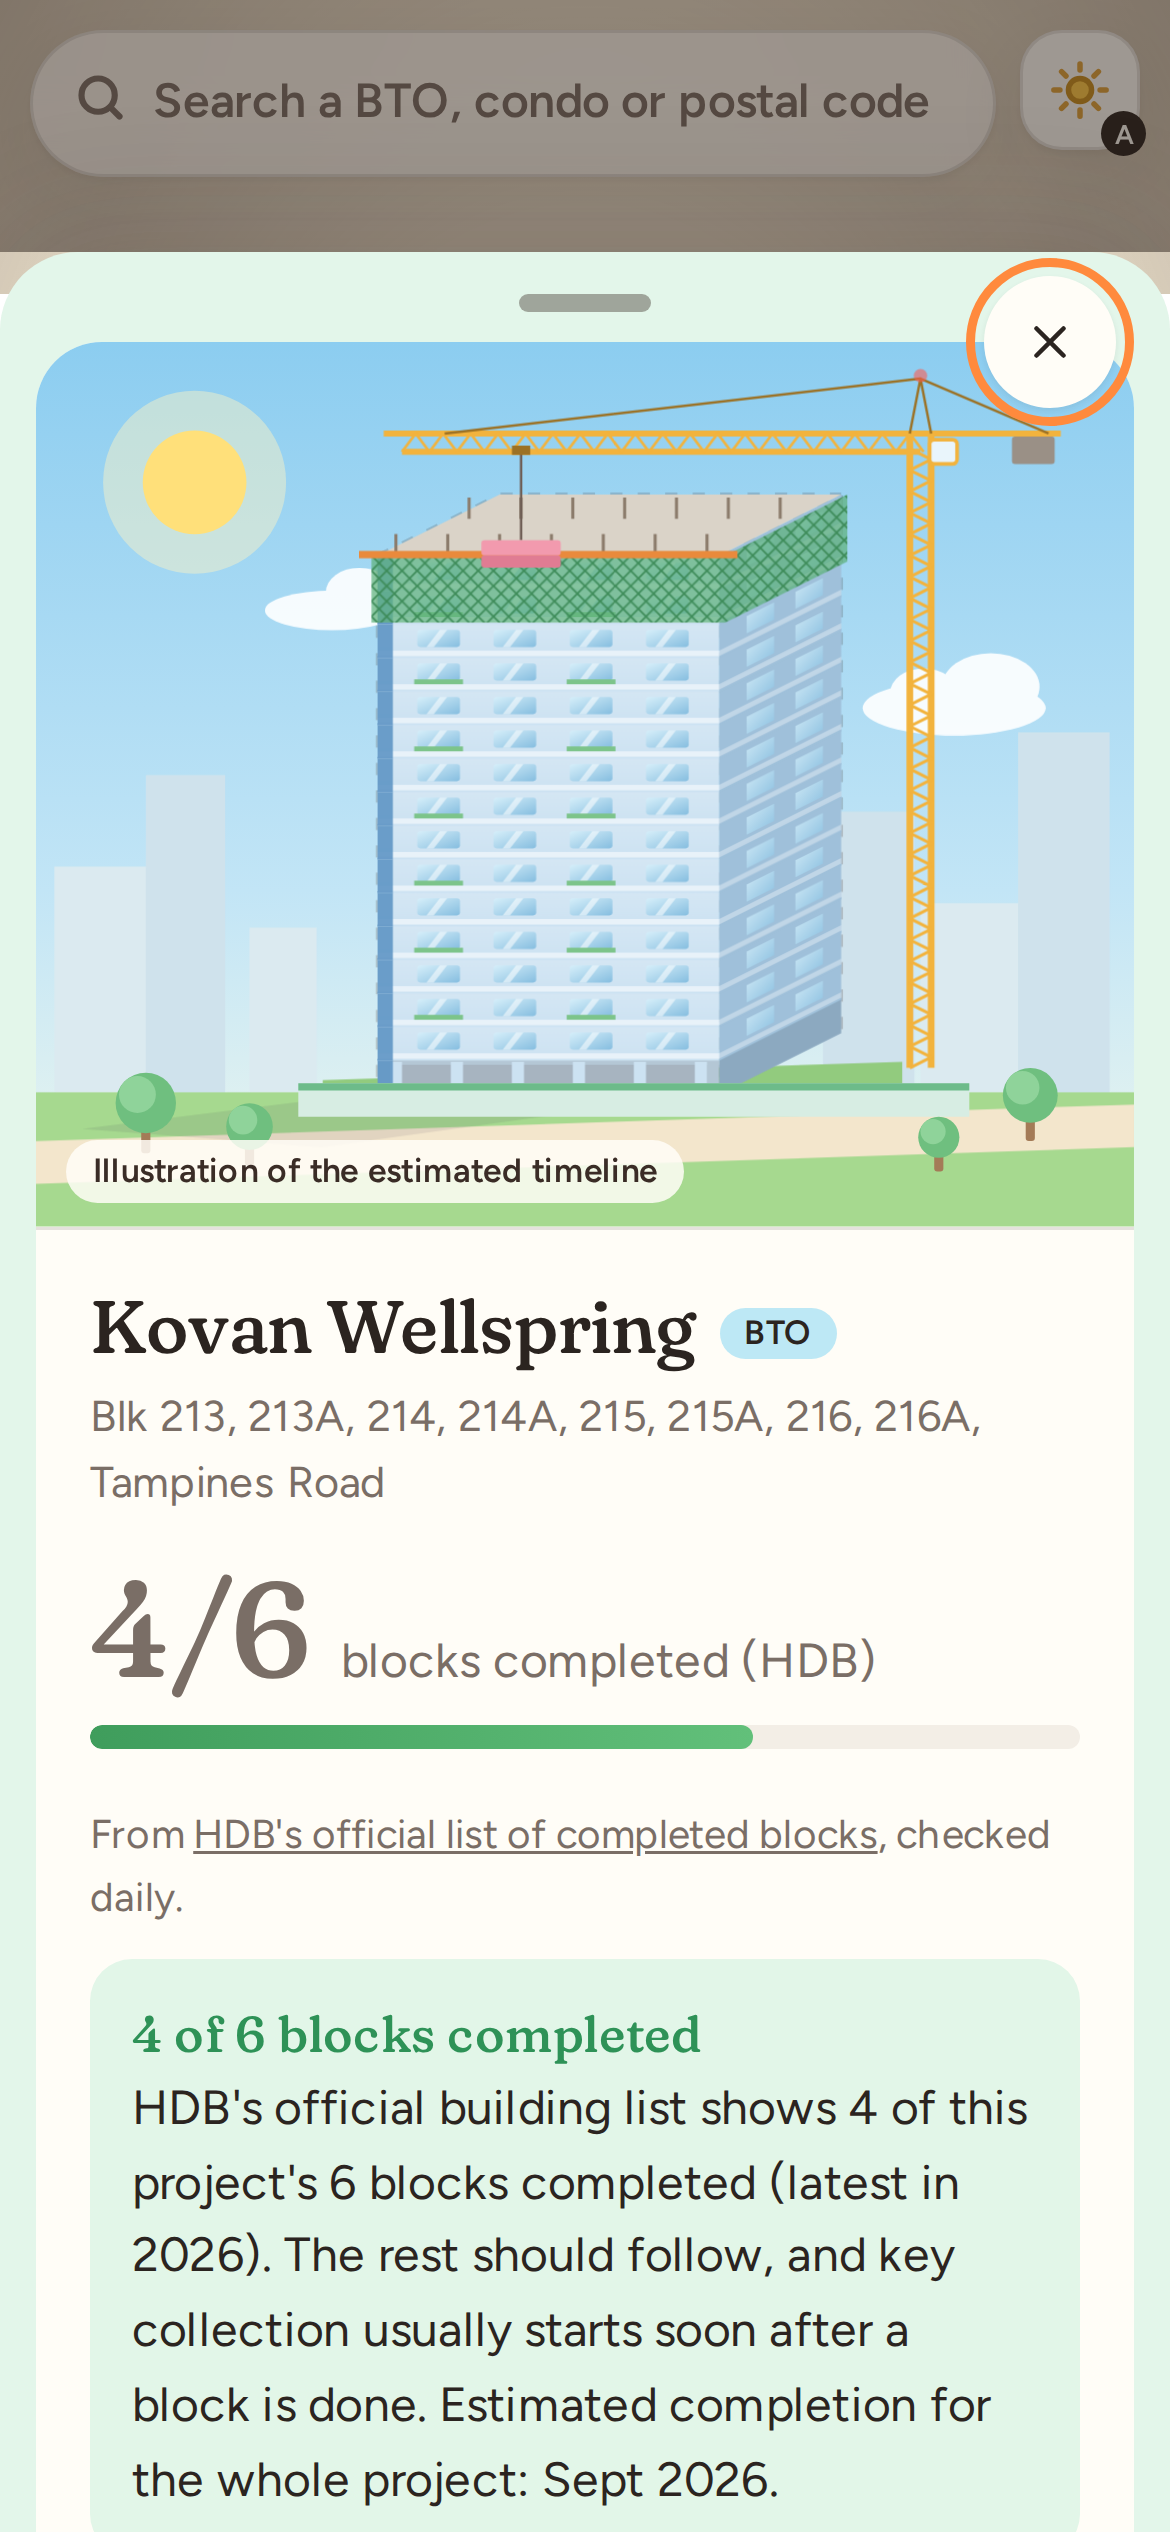 Search a BTO, condo or postal code
A
Illustration of the estimated timeline
Kovan Wellspring BTO
Blk 213, 213A, 214, 214A, 215, 215A, 216, 216A,
Tampines Road
4/6 blocks completed (HDB)
From HDB's official list of completed blocks, checked
daily.
4 of 6 blocks completed
HDB's official building list shows 4 of this
project's 6 blocks completed (latest in
2026). The rest should follow, and key
collection usually starts soon after a
block is done. Estimated completion for
the whole project: Sept 2026.